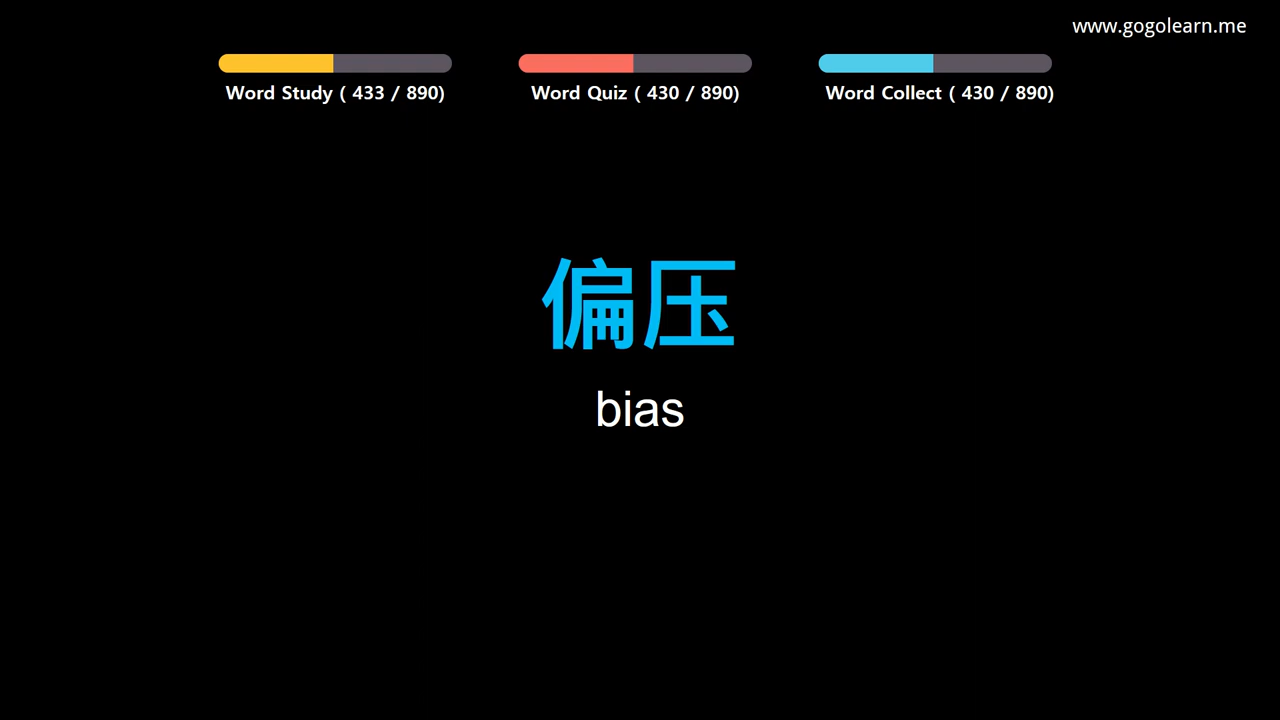 www.gogolearn.me
Word Study ( 433 / 890)
Word Quiz ( 430 / 890)
Word Collect ( 430 / 890)
偏压
bias